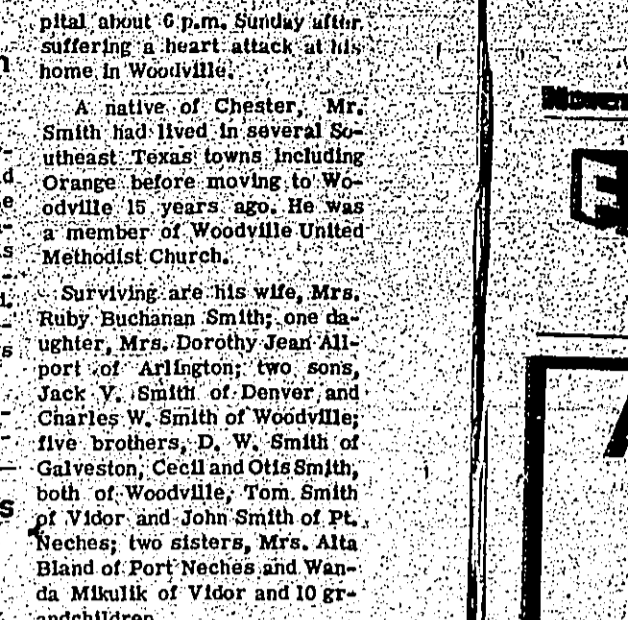 pital about 6 p.m. Sunday after
suffering a heart attack at his
home in Woodville.
A native of Chester, Mr.
Smith had lived in several So-
utheast Texas towns including
Orange before moving to Wo-
odville 15 years ago. He was
a member of Woodville United
Methodist Church.
Surviving are his wife, Mrs.
Ruby Buchanan Smith; one da-
ughter, Mrs. Dorothy Jean All-
port of Arlington; two sons,
Jack V. Smith of Denver and
Charles W. Smith of Woodville;
five brothers, D. W. Smith of
Galveston, Cecil and Otis Smith,
both of Woodville, Tom Smith
of Vidor and John Smith of Pt.
Neches; two sisters, Mrs. Alta
Bland of Port Neches and Wan-
da Mikulik of Vidor and 10 gr-
andchildren